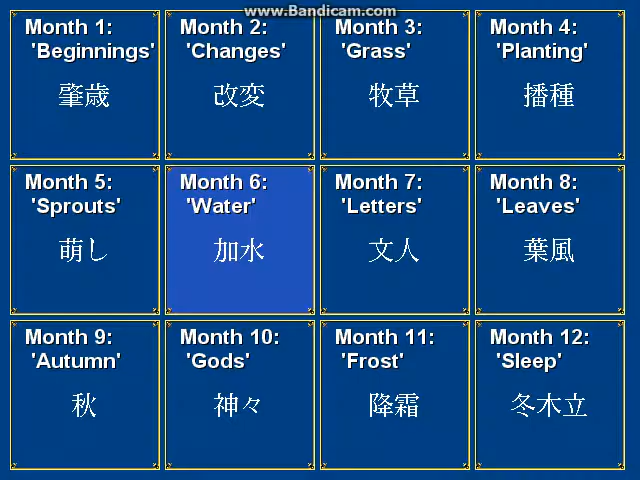 www.Bandicam.com
Month 1:
'Beginnings'
肇歳
Month 2:
'Changes'
改変
Month 3:
'Grass'
牧草
Month 4:
'Planting'
播種
Month 5:
'Sprouts'
萌し
Month 6:
'Water'
加水
Month 7:
'Letters'
文人
Month 8:
'Leaves'
葉風
Month 9:
'Autumn'
秋
Month 10:
'Gods'
神々
Month 11:
'Frost'
降霜
Month 12:
'Sleep'
冬木立